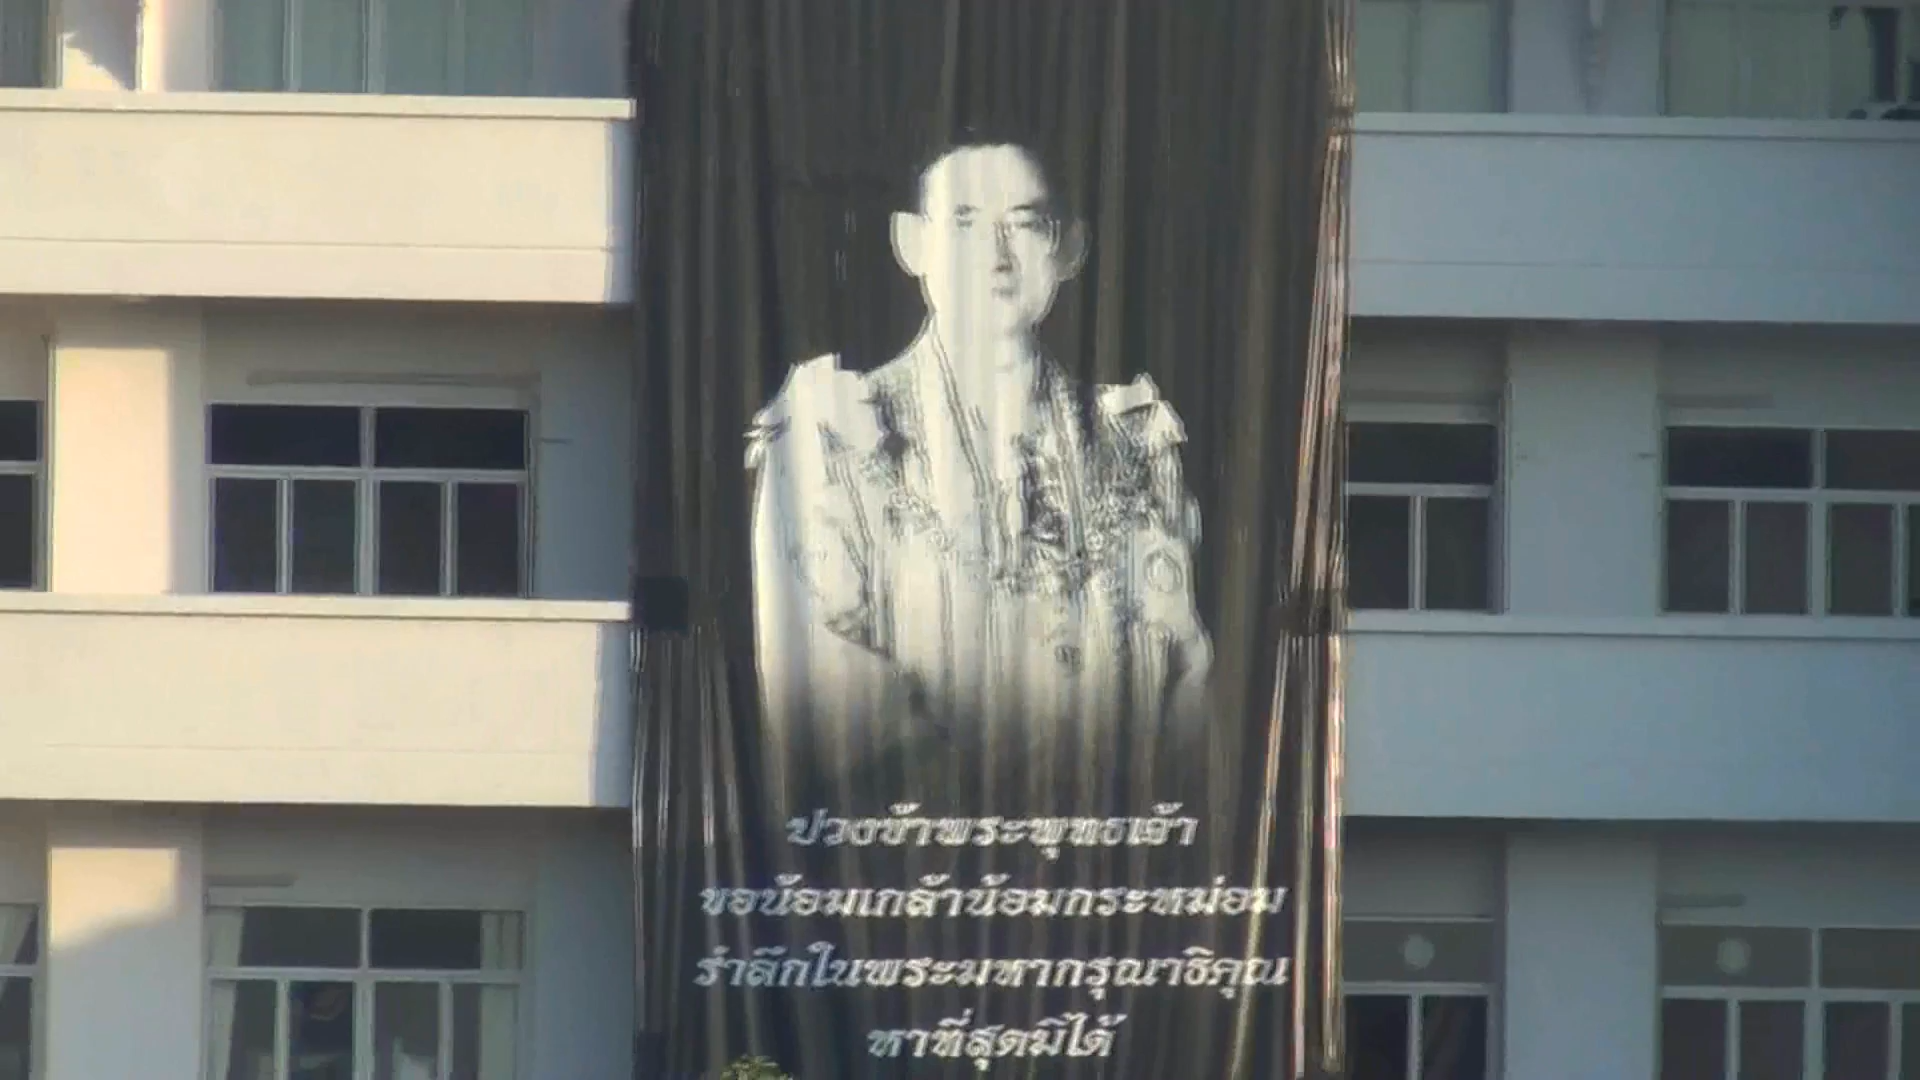 ปวงข้าพระพุทธเจ้า
ขอน้อมเกล้าน้อมกระหม่อม
รำลึกในพระมหากรุณาธิคุณ
หาที่สุดมิได้